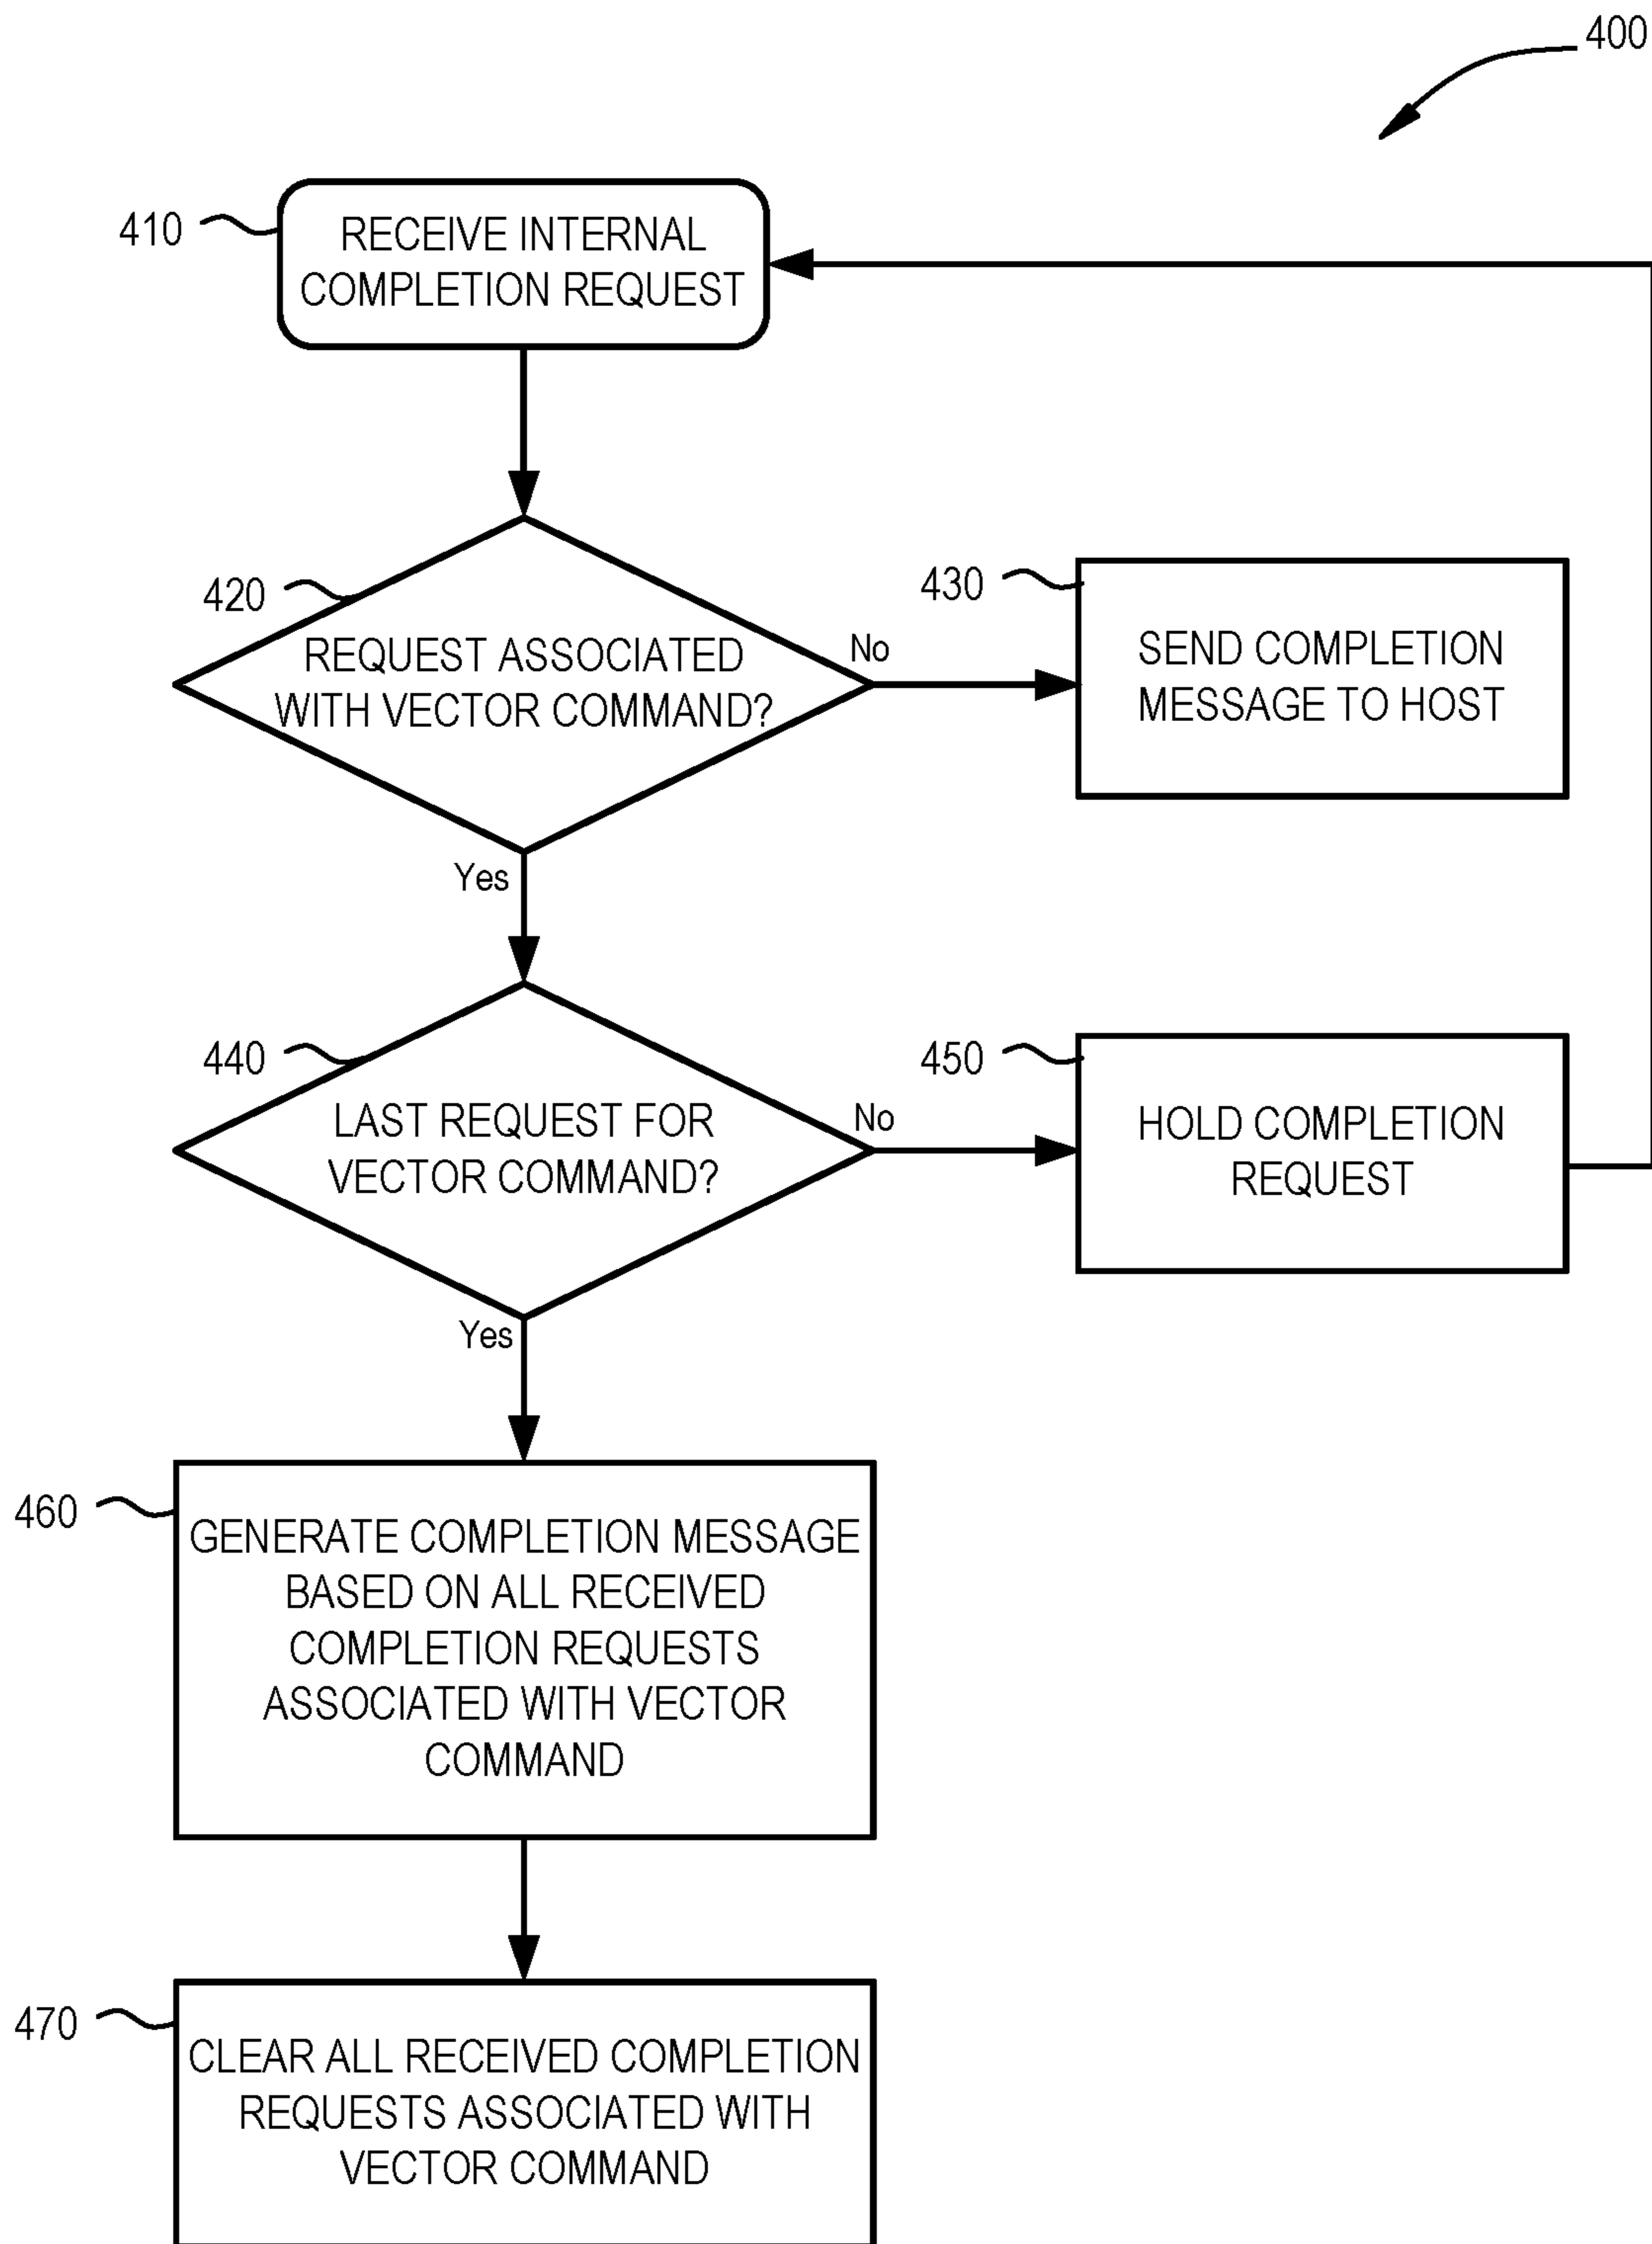 400
410
RECEIVE INTERNAL
COMPLETION REQUEST
420
REQUEST ASSOCIATED
WITH VECTOR COMMAND?
No
430
SEND COMPLETION
MESSAGE TO HOST
Yes
440
LAST REQUEST FOR
VECTOR COMMAND?
No
450
HOLD COMPLETION
REQUEST
Yes
460
GENERATE COMPLETION MESSAGE
BASED ON ALL RECEIVED
COMPLETION REQUESTS
ASSOCIATED WITH VECTOR
COMMAND
470
CLEAR ALL RECEIVED COMPLETION
REQUESTS ASSOCIATED WITH
VECTOR COMMAND